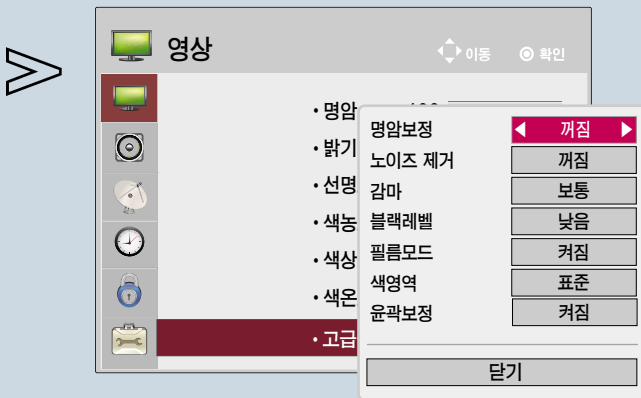 영상
이동 확인
• 명암
• 밝기
• 선명
• 색농
• 색상
• 색온
• 고급
명암보정 꺼짐
노이즈 제거 꺼짐
감마 보통
블랙레벨 낮음
필름모드 켜짐
색영역 표준
윤곽보정 켜짐
닫기